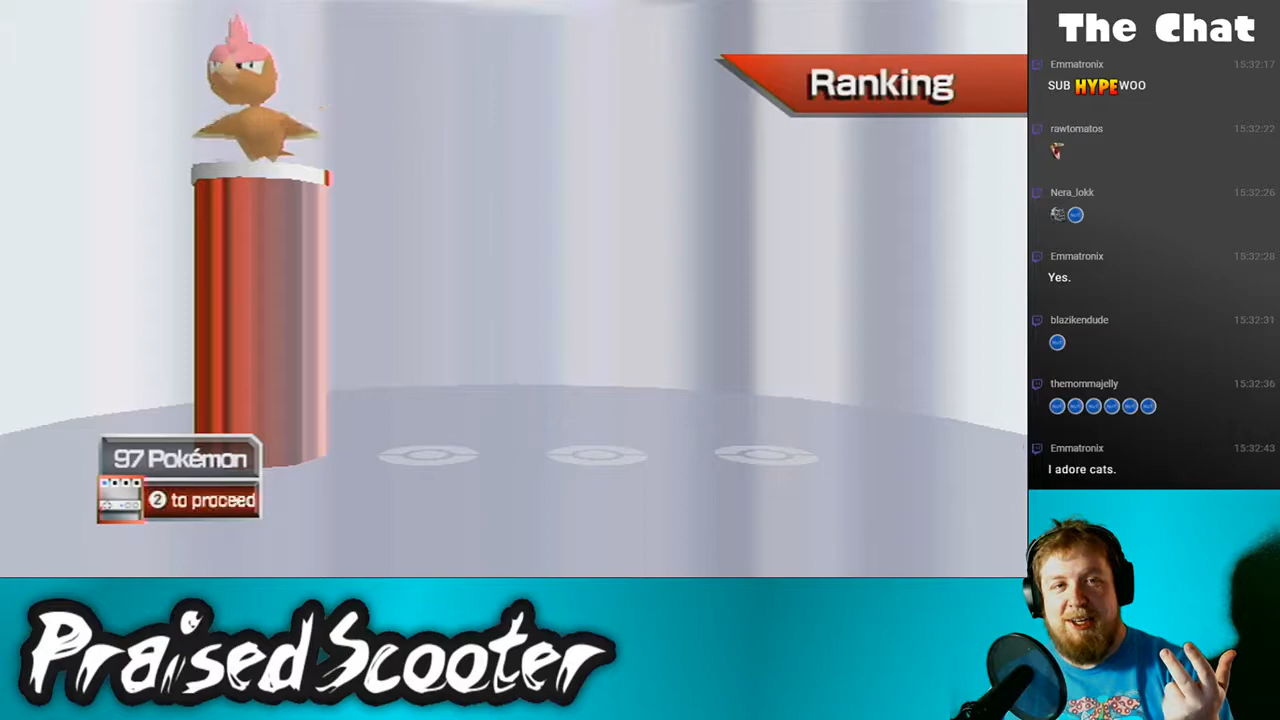 Ranking
97 Pokémon
2 to proceed
The Chat
Emmatronix 15:32:17
SUB HYPE WOO
rawtomatos 15:32:22
Nera_lokk 15:32:26
Emmatronix 15:32:28
Yes.
blazikendude 15:32:31
themommajelly 15:32:36
Emmatronix 15:32:43
I adore cats.
Praised Scooter